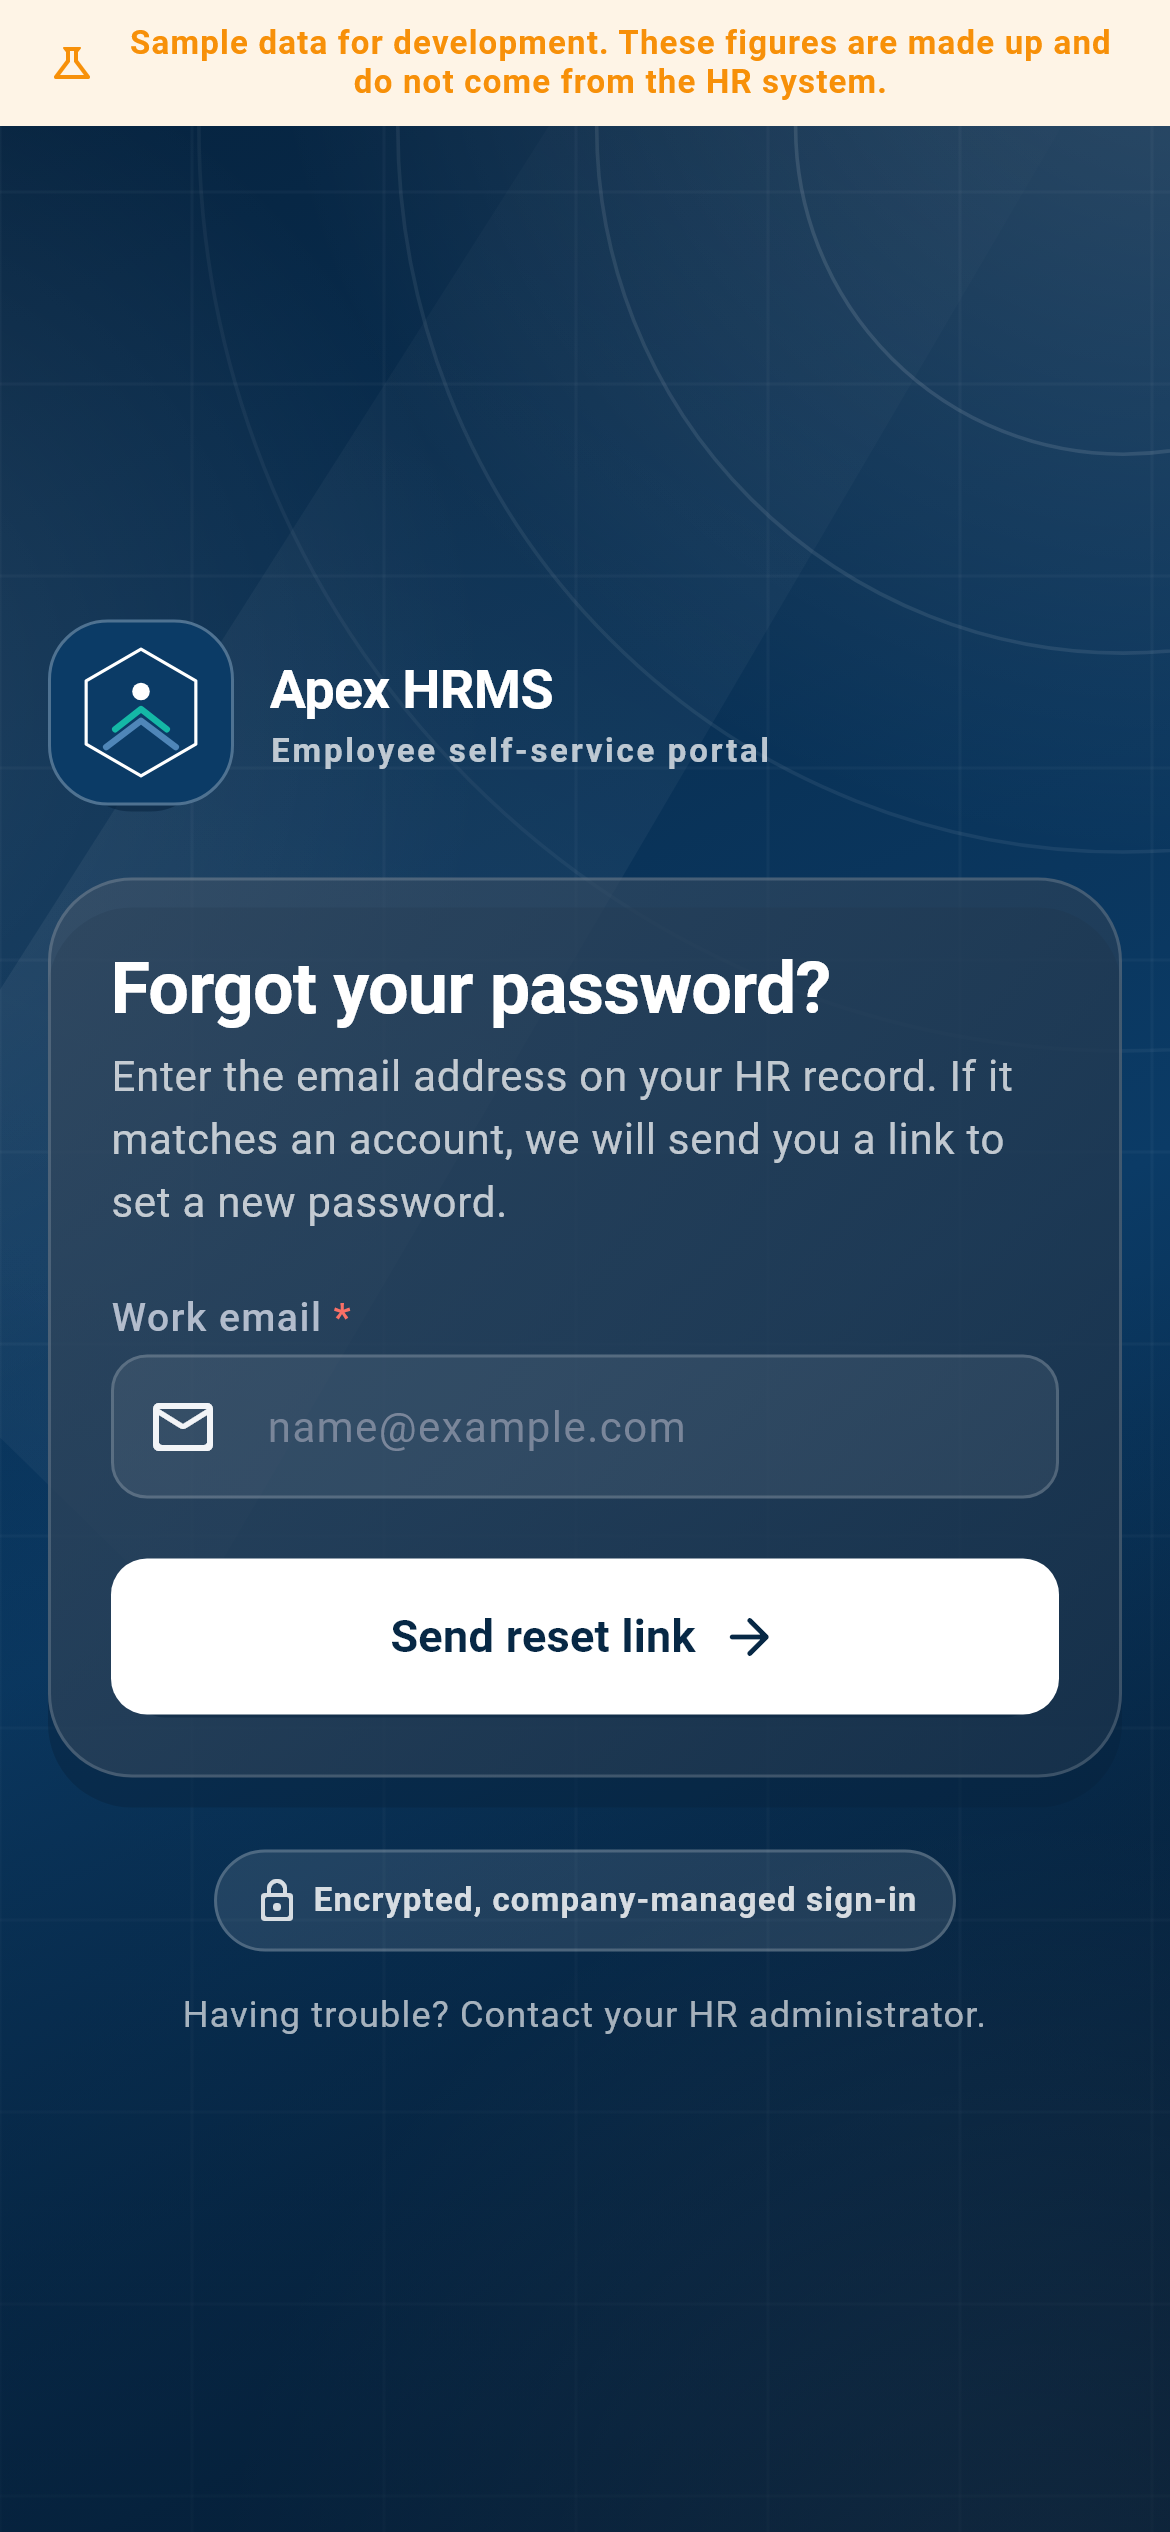 Sample data for development. These figures are made up and
do not come from the HR system.
Apex HRMS
Employee self-service portal
Forgot your password?
Enter the email address on your HR record. If it
matches an account, we will send you a link to
set a new password.
Work email *
name@example.com
Send reset link
Encrypted, company-managed sign-in
Having trouble? Contact your HR administrator.